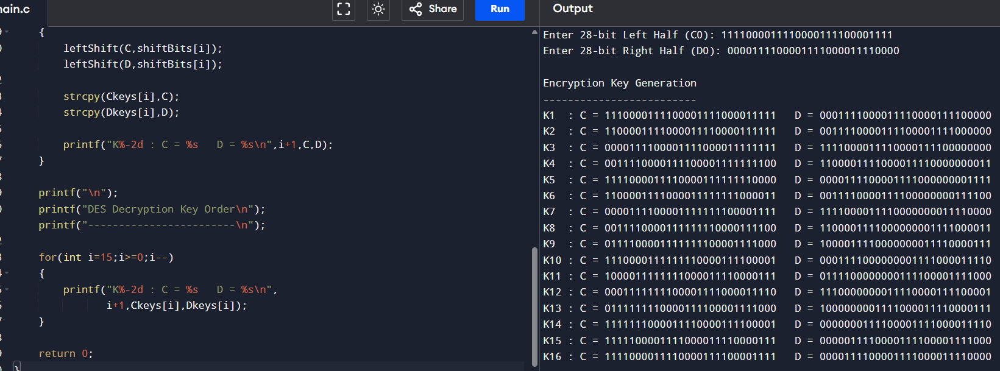 main.c
Share
Run
Output
{
leftShift(C,shiftBits[i]);
leftShift(D,shiftBits[i]);
strcpy(Ckeys[i],C);
strcpy(Dkeys[i],D);
printf("K%-2d : C = %s   D = %s\n",i+1,C,D);
}
printf("\n");
printf("DES Decryption Key Order\n");
printf("------------------------\n");
for(int i=15;i>=0;i--)
{
printf("K%-2d : C = %s   D = %s\n",
i+1,Ckeys[i],Dkeys[i]);
}
return 0;
}
Enter 28-bit Left Half (C0): 1111000011110000111100001111
Enter 28-bit Right Half (D0): 0000111100001111000011110000
Encryption Key Generation
-------------------------
K1  : C = 1110000111100001111000011111   D = 0001111000011110000111100000
K2  : C = 1100001111000011110000111111   D = 0011110000111100001111000000
K3  : C = 0000111100001111000011111111   D = 1111000011110000111100000000
K4  : C = 0011110000111100001111111100   D = 1100001111000011110000000011
K5  : C = 1111000011110000111111110000   D = 0000111100001111000000001111
K6  : C = 1100001111000011111111000011   D = 0011110000111100000000111100
K7  : C = 0000111100001111111100001111   D = 1111000011110000000011110000
K8  : C = 0011110000111111110000111100   D = 1100001111000000001111000011
K9  : C = 0111100001111111100001111000   D = 1000011110000000011110000111
K10 : C = 1110000111111110000111100001   D = 0001111000000001111000011110
K11 : C = 1000011111111000011110000111   D = 0111100000000111100001111000
K12 : C = 0001111111100001111000011110   D = 1110000000011110000111100001
K13 : C = 0111111110000111100001111000   D = 1000000001111000011110000111
K14 : C = 1111111000011110000111100001   D = 0000000111100001111000011110
K15 : C = 1111100001111000011110000111   D = 0000011110000111100001111000
K16 : C = 1111000011110000111100001111   D = 0000111100001111000011110000